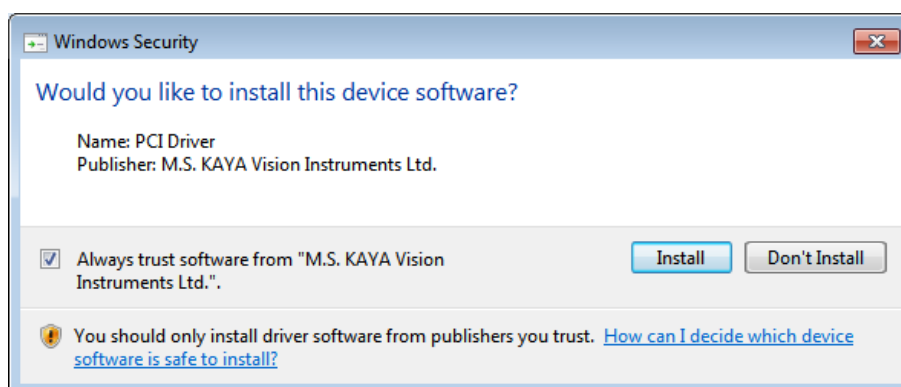 Windows Security
Would you like to install this device software?
Name: PCI Driver
Publisher: M.S. KAYA Vision Instruments Ltd.
Always trust software from "M.S. KAYA Vision
Instruments Ltd.".
Install
Don't Install
You should only install driver software from publishers you trust. How can I decide which device
software is safe to install?